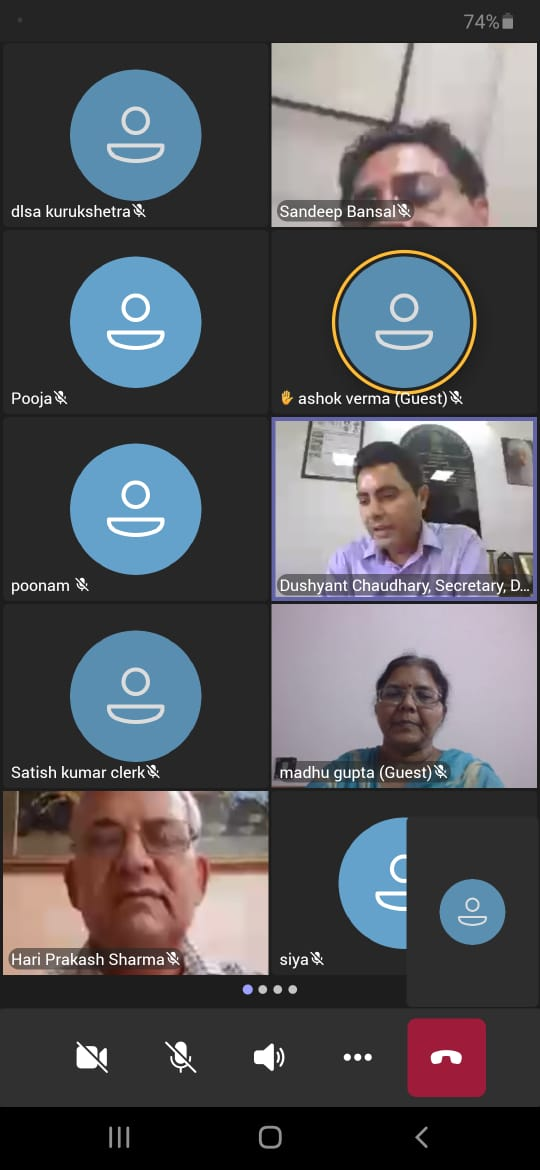 74%
dlsa kurukshetra
Sandeep Bansal
Pooja
ashok verma (Guest)
poonam
Dushyant Chaudhary, Secretary, D...
Satish kumar clerk
madhu gupta (Guest)
Hari Prakash Sharma
siya